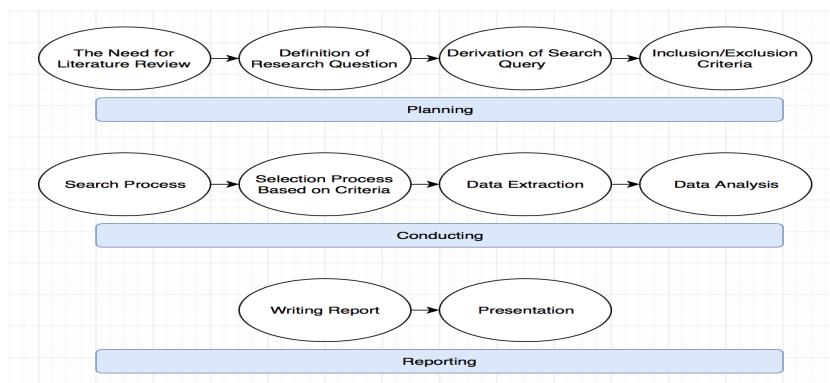 The Need for
Literature Review
Definition of
Research Question
Derivation of Search
Query
Inclusion/Exclusion
Criteria
Planning
Search Process
Selection Process
Based on Criteria
Data Extraction
Data Analysis
Conducting
Writing Report
Presentation
Reporting